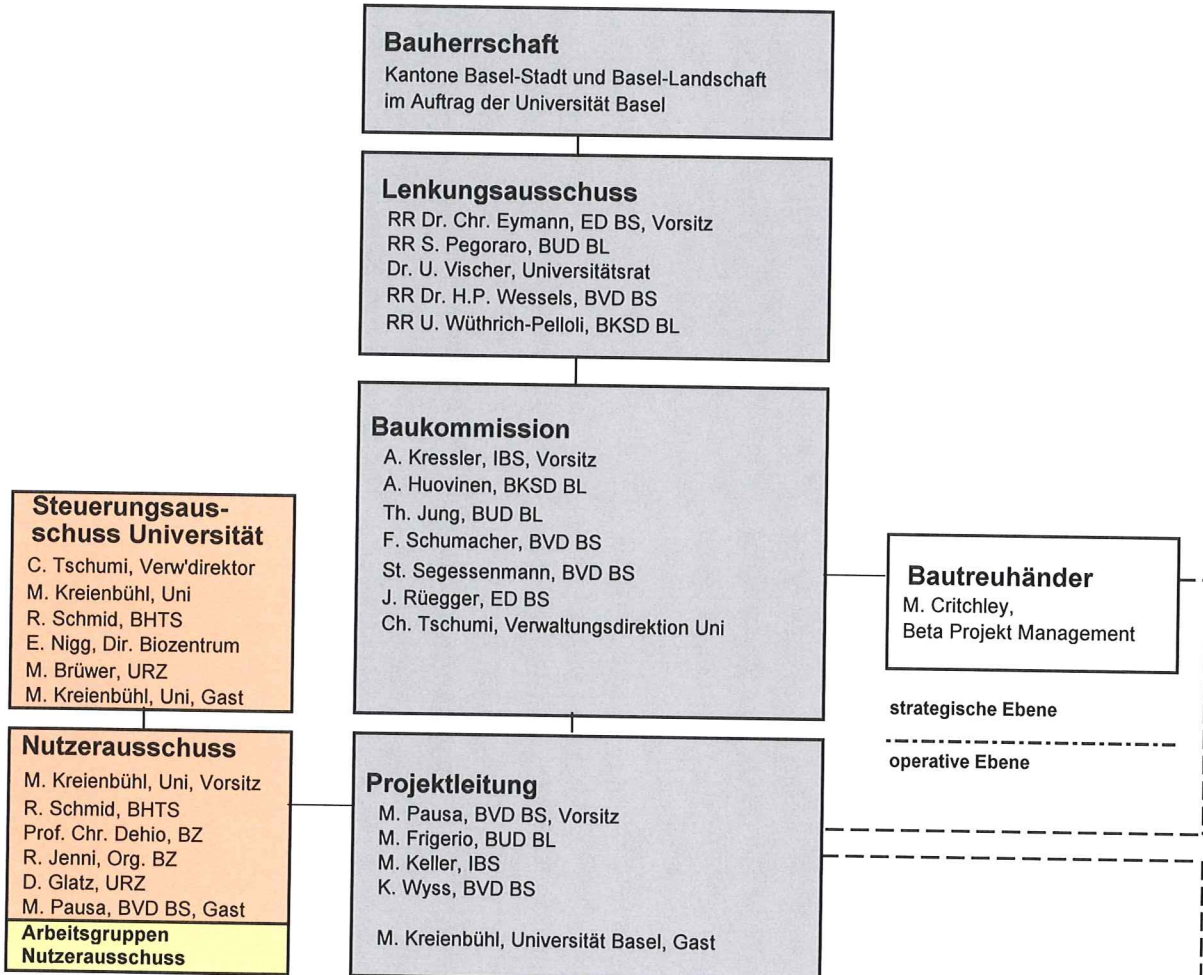 Bauherrschaft
Kantone Basel-Stadt und Basel-Landschaft
im Auftrag der Universität Basel
Lenkungsausschuss
RR Dr. Chr. Eymann, ED BS, Vorsitz
RR S. Pegoraro, BUD BL
Dr. U. Vischer, Universitätsrat
RR Dr. H.P. Wessels, BVD BS
RR U. Wüthrich-Pelloli, BKSD BL
Baukommission
A. Kressler, IBS, Vorsitz
A. Huovinen, BKSD BL
Th. Jung, BUD BL
F. Schumacher, BVD BS
St. Segessenmann, BVD BS
J. Rüegger, ED BS
Ch. Tschumi, Verwaltungsdirektion Uni
Steuerungsaus-
schuss Universität
C. Tschumi, Verw'direktor
M. Kreienbühl, Uni
R. Schmid, BHTS
E. Nigg, Dir. Biozentrum
M. Brüwer, URZ
M. Kreienbühl, Uni, Gast
Bautreuhänder
M. Critchley,
Beta Projekt Management
strategische Ebene
operative Ebene
Nutzerausschuss
M. Kreienbühl, Uni, Vorsitz
R. Schmid, BHTS
Prof. Chr. Dehio, BZ
R. Jenni, Org. BZ
D. Glatz, URZ
M. Pausa, BVD BS, Gast
Arbeitsgruppen
Nutzerausschuss
Projektleitung
M. Pausa, BVD BS, Vorsitz
M. Frigerio, BUD BL
M. Keller, IBS
K. Wyss, BVD BS
M. Kreienbühl, Universität Basel, Gast